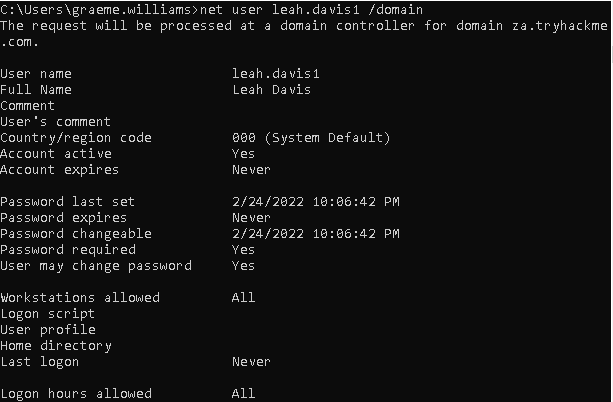 C:\Users\graeme.williams>net user leah.davis1 /domain
The request will be processed at a domain controller for domain za.tryhackme
.com.
User name                    leah.davis1
Full Name                    Leah Davis
Comment
User's comment
Country/region code          000 (System Default)
Account active               Yes
Account expires              Never
Password last set            2/24/2022 10:06:42 PM
Password expires             Never
Password changeable          2/24/2022 10:06:42 PM
Password required            Yes
User may change password     Yes
Workstations allowed         All
Logon script
User profile
Home directory
Last logon                   Never
Logon hours allowed          All